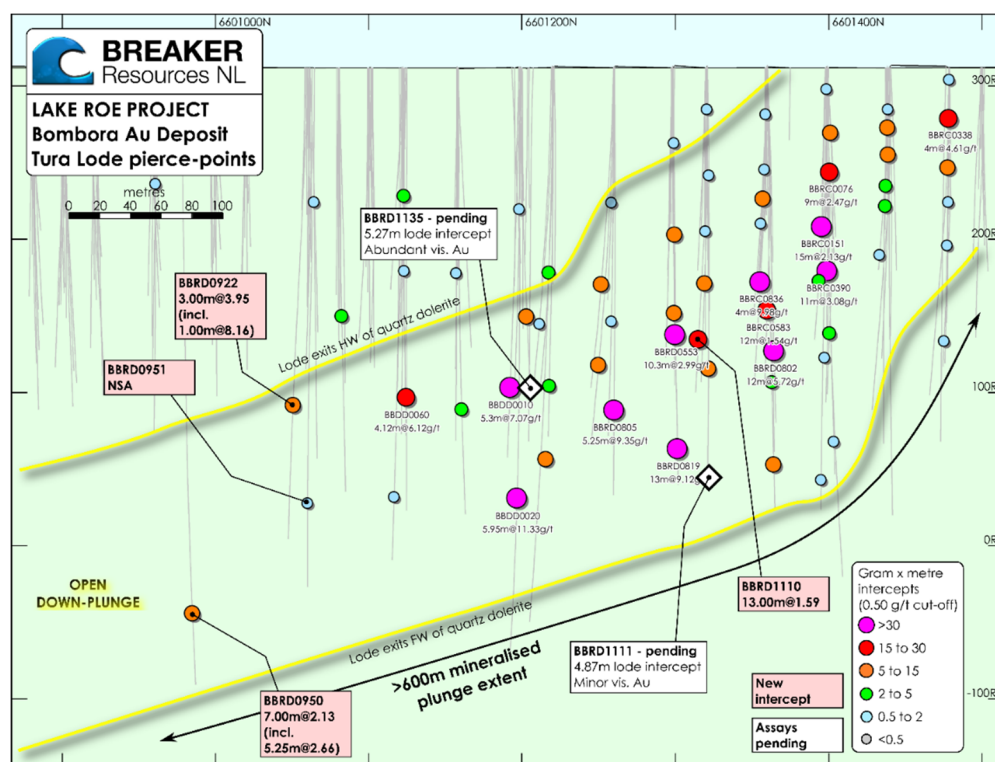 6601000N
6601200N
6601400N
BREAKER
Resources NL
LAKE ROE PROJECT
Bombora Au Deposit
Tura Lode pierce-points
metres
0 20 40 60 80 100
300R
200R
100R
0R
-100R
BBRD1135 - pending
5.27m lode intercept
Abundant vis. Au
BBRD0922
3.00m@3.95
(incl.
1.00m@8.16)
BBRD0951
NSA
Lode exits HW of quartz dolerite
BBRC0338
4m@4.61g/t
BBRC0076
9m@2.47g/t
BBRC0151
15m@2.13g/t
BBRC0390
11m@3.08g/t
BBRC0836
4m@9.98g/t
BBRC0583
12m@1.54g/t
BBRD0802
12m@5.72g/t
BBRD0553
10.3m@2.99g/t
BBDD0060
4.12m@6.12g/t
BBDD0010
5.3m@7.07g/t
BBRD0805
5.25m@9.35g/t
BBRD0819
13m@9.12g
BBDD0020
5.95m@11.33g/t
OPEN
DOWN-PLUNGE
Lode exits FW of quartz dolerite
>600m mineralised
plunge extent
BBRD1110
13.00m@1.59
BBRD1111 - pending
4.87m lode intercept
Minor vis. Au
BBRD0950
7.00m@2.13
(incl.
5.25m@2.66)
New
intercept
Assays
pending
Gram x metre
intercepts
(0.50 g/t cut-off)
>30
15 to 30
5 to 15
2 to 5
0.5 to 2
<0.5